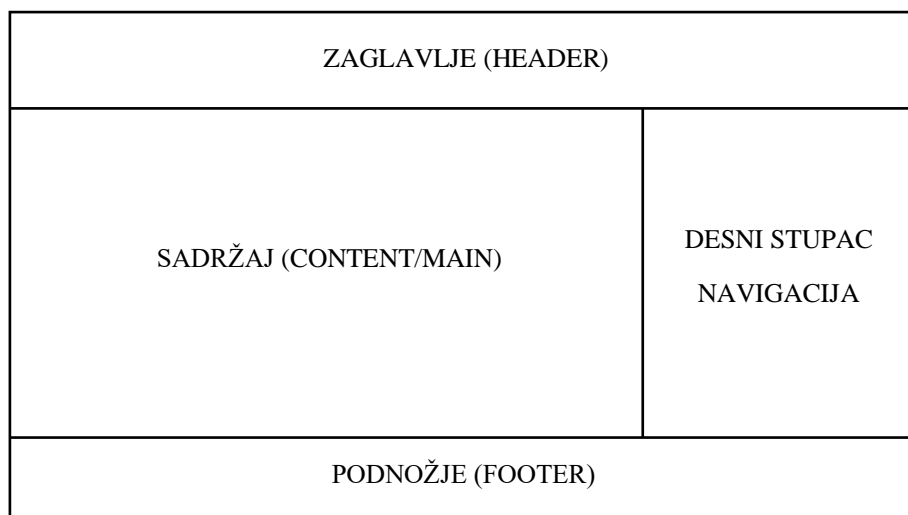 ZAGLAVLJE (HEADER)
SADRŽAJ (CONTENT/MAIN)
DESNI STUPAC
NAVIGACIJA
PODNOŽJE (FOOTER)